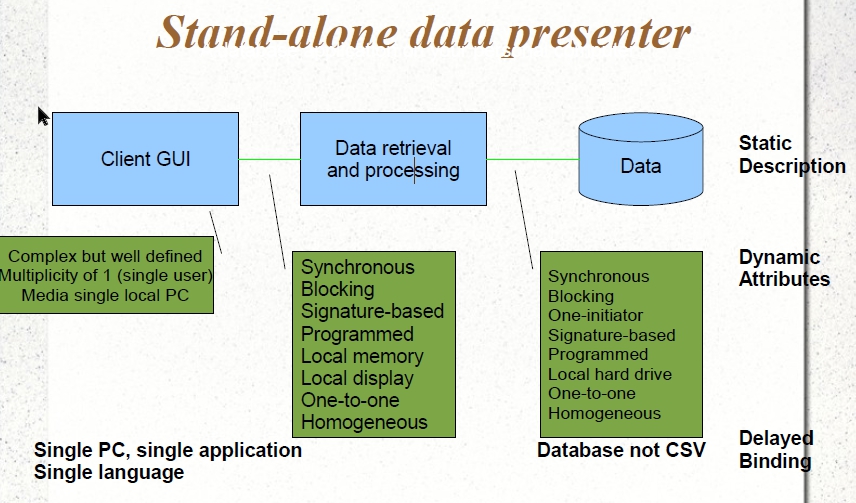 Stand-alone data presenter
Client GUI
Data retrieval
and processing
Data
Static
Description
Complex but well defined
Multiplicity of 1 (single user)
Media single local PC
Synchronous
Blocking
Signature-based
Programmed
Local memory
Local display
One-to-one
Homogeneous
Synchronous
Blocking
One-initiator
Signature-based
Programmed
Local hard drive
One-to-one
Homogeneous
Dynamic
Attributes
Single PC, single application
Single language
Database not CSV
Delayed
Binding